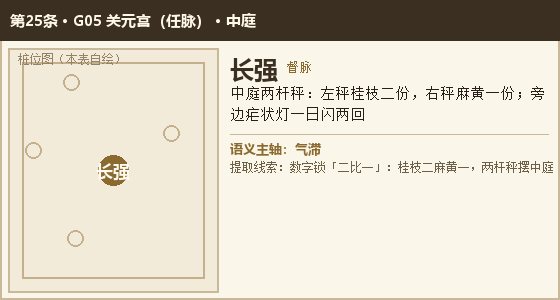 第25条·G05 关元宫（任脉）·中庭
桩位图（本表自绘）
长强
长强 督脉
中庭两杆秤：左秤桂枝二份，右秤麻黄一份；旁
边疟状灯一日闪两回
语义主轴：气滞
提取线索：数字锁「二比一」：桂枝二麻黄一，两杆秤摆中庭